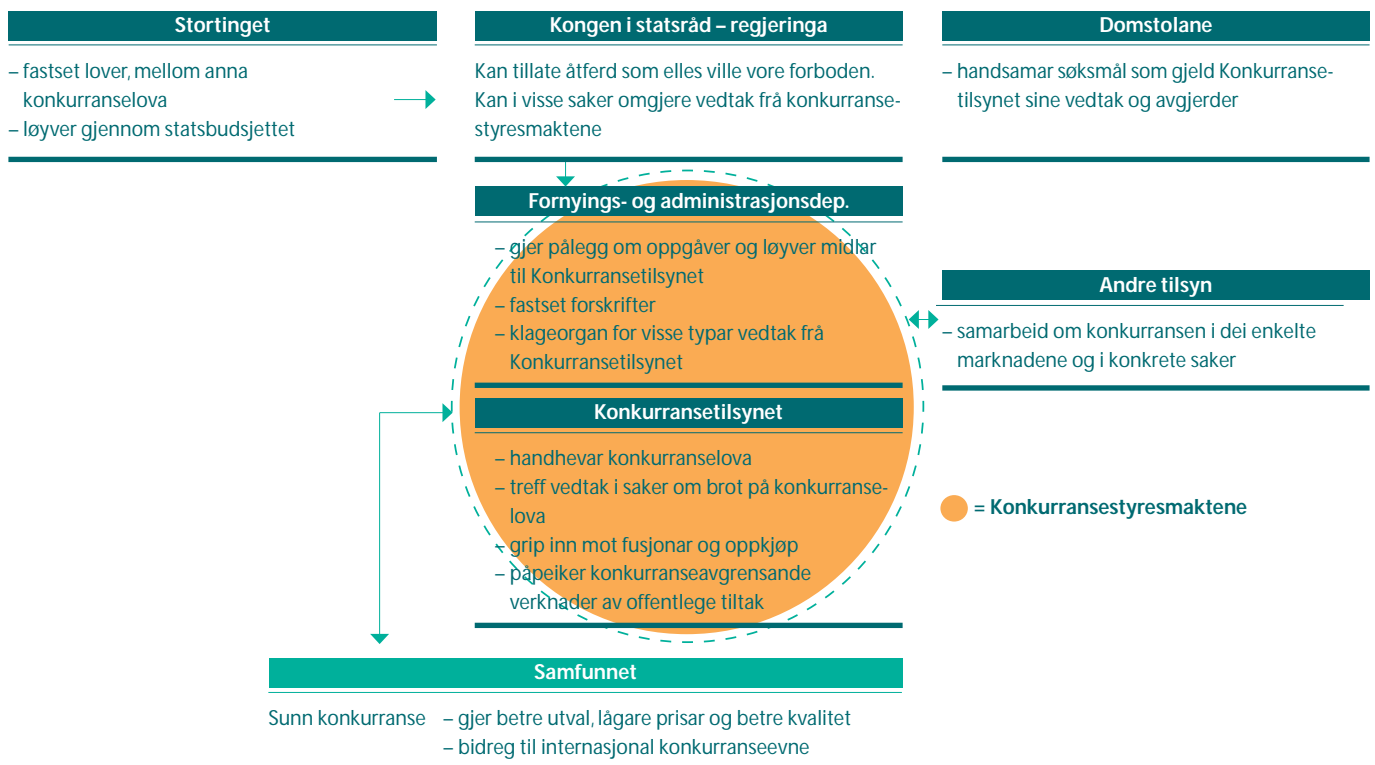 Stortinget
– fastset lover, mellom anna
konkurranselova
– løyver gjennom statsbudsjettet
Kongen i statsråd – regjeringa
Kan tillate åtferd som elles ville vore forboden.
Kan i visse saker omgjere vedtak frå konkurranse-
styresmaktene
Domstolane
– handsamar søksmål som gjeld Konkurranse-
tilsynet sine vedtak og avgjerder
Fornyings- og administrasjonsdep.
– gjer pålegg om oppgåver og løyver midlar
til Konkurransetilsynet
– fastset forskrifter
– klageorgan for visse typar vedtak frå
Konkurransetilsynet
Andre tilsyn
– samarbeid om konkurransen i dei enkelte
marknadene og i konkrete saker
Konkurransetilsynet
– handhevar konkurranselova
– treff vedtak i saker om brot på konkurranse-
lova
– grip inn mot fusjonar og oppkjøp
– påpeiker konkurranseavgrensande
verknader av offentlege tiltak
= Konkurransestyresmaktene
Samfunnet
Sunn konkurranse – gjer betre utval, lågare prisar og betre kvalitet
– bidreg til internasjonal konkurranseevne